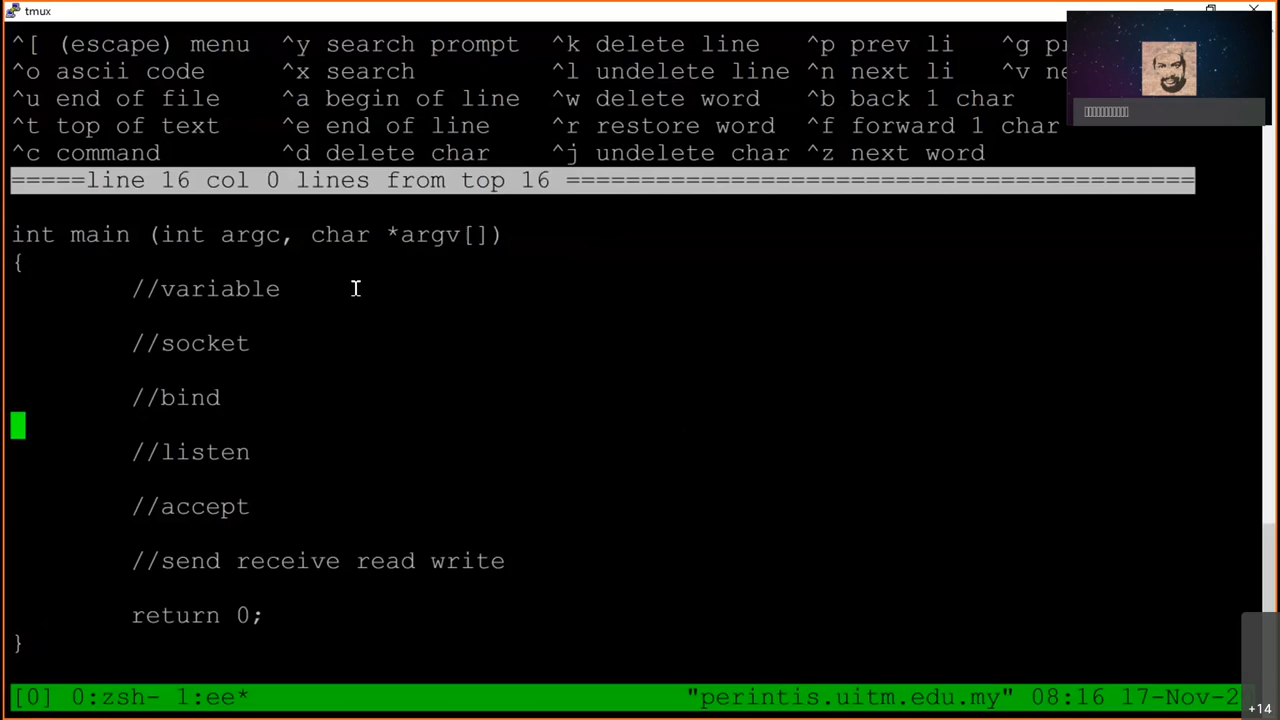 tmux
^[ (escape) menu ^y search prompt ^k delete line ^p prev li ^g
^o ascii code ^x search ^l undelete line ^n next li ^v
^u end of file ^a begin of line ^w delete word ^b back 1 char
^t top of text ^e end of line ^r restore word ^f forward 1 char
^c command ^d delete char ^j undelete char ^z next word
=====line 16 col 0 lines from top 16 ===========================================
int main (int argc, char *argv[])
{
//variable
//socket
//bind
//listen
//accept
//send receive read write
return 0;
}
[0] 0:zsh- 1:ee* "perintis.uitm.edu.my" 08:16 17-Nov-2
+14